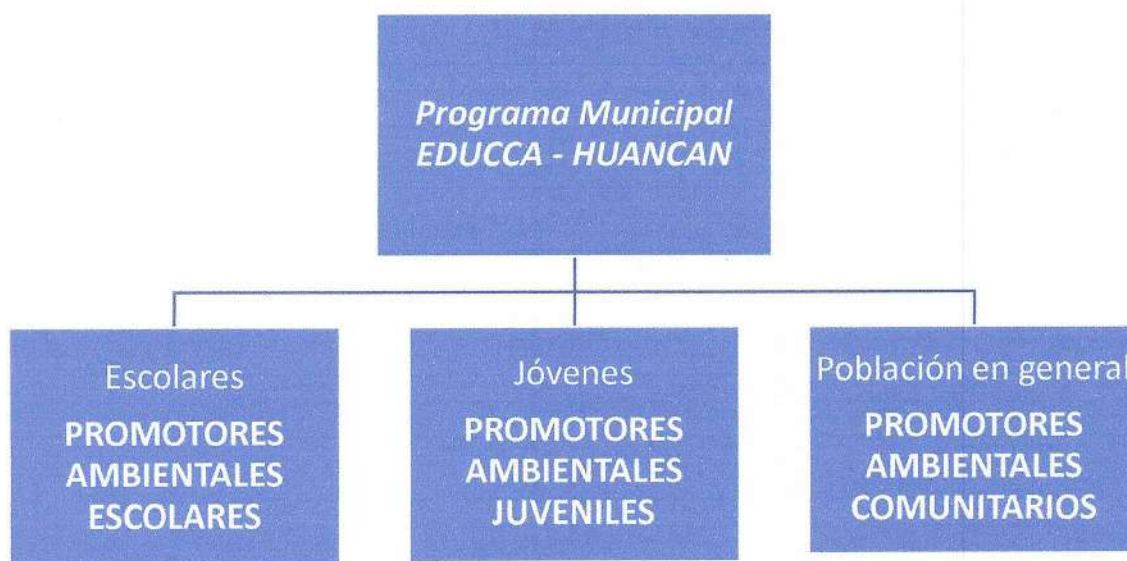 Programa Municipal
EDUCCA - HUANCAN
Escolares
PROMOTORES
AMBIENTALES
ESCOLARES
Jóvenes
PROMOTORES
AMBIENTALES
JUVENILES
Población en general
PROMOTORES
AMBIENTALES
COMUNITARIOS